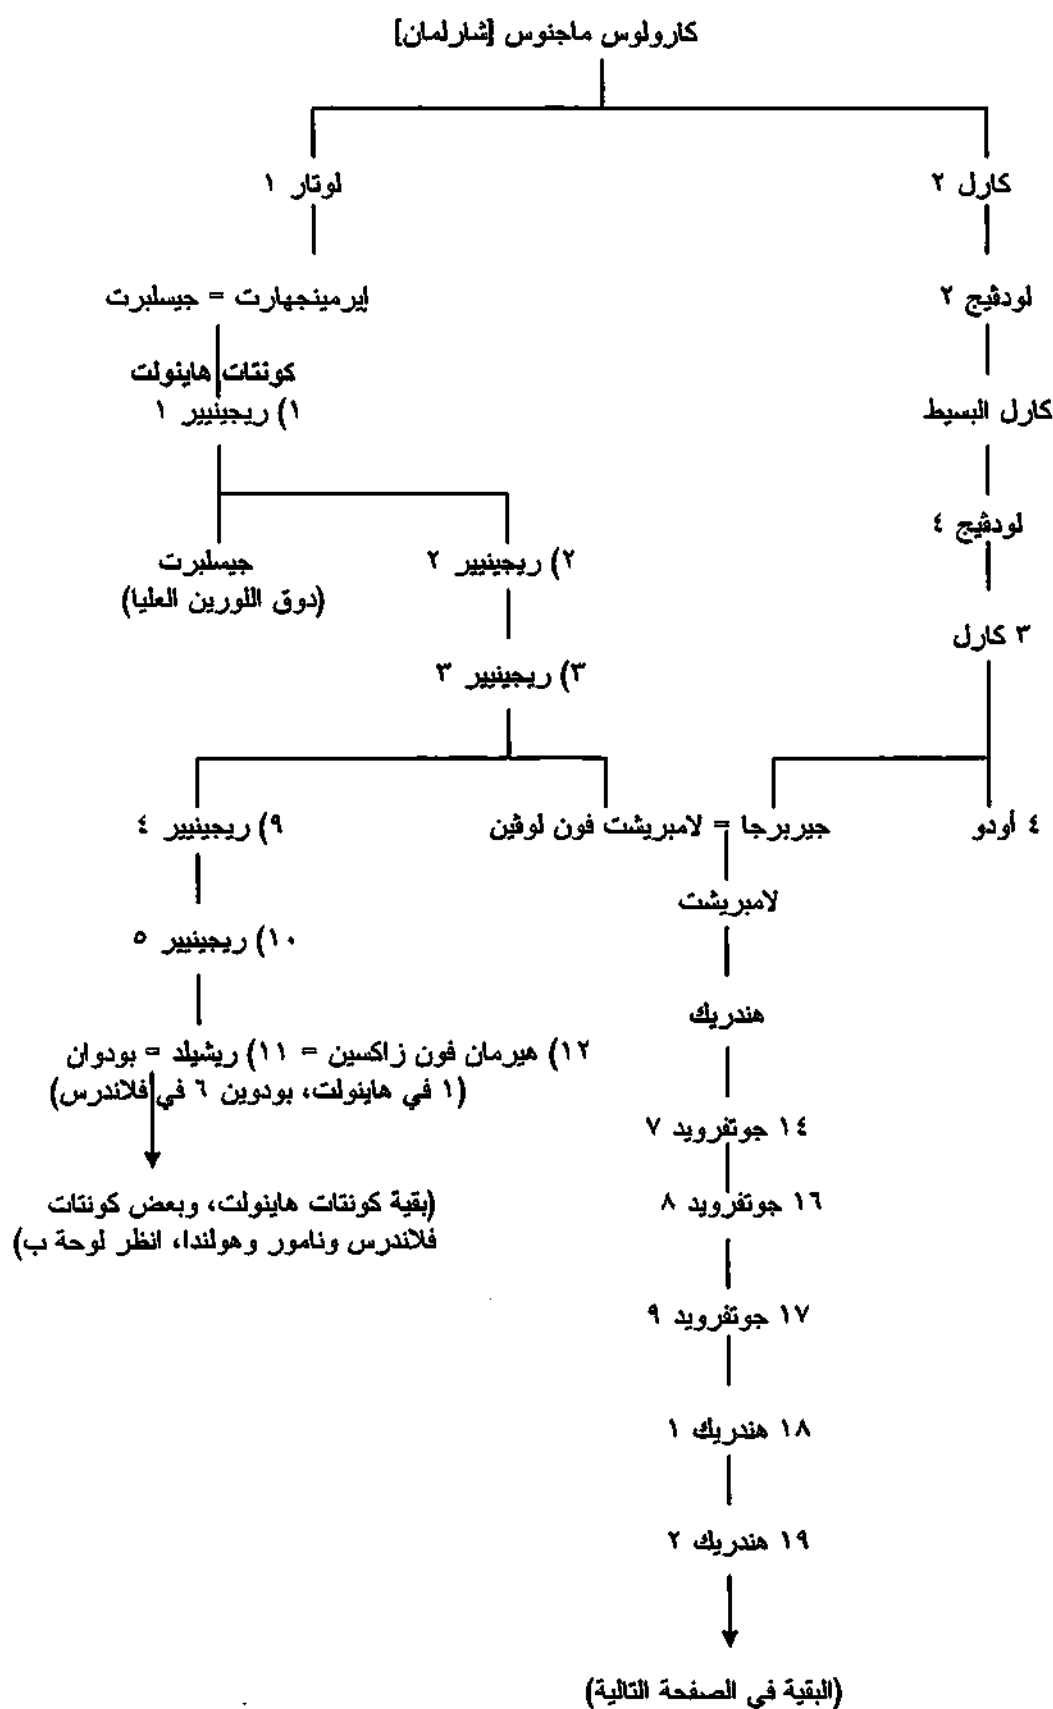 كارولوس ماجنوس [شارلمان]
كارل ٢
لوتار ١
لودڤيج ٢
إيرمينجهارت = جيسلبرت
كونتات هاينولت
كارل البسيط
١) ريجينيير ١
لودڤيج ٤
٢) ريجينيير ٢
جيسلبرت
(دوق اللورين العليا)
٣ كارل
٣) ريجينيير ٣
٤ أودو
جيربرجا = لامبريشت فون لوڤين
٩) ريجينيير ٤
لامبريشت
١٠) ريجينيير ٥
هندريك
١٢) هيرمان فون زاكسين = ١١) ريشيلد = بودوان
(١ في هاينولت، بودوين ٦ في فلاندرس)
١٤ جوتفرويد ٧
(بقية كونتات هاينولت، وبعض كونتات
١٦ جوتفرويد ٨
فلاندرس ونامور وهولندا، انظر لوحة ب)
١٧ جوتفرويد ٩
١٨ هندريك ١
١٩ هندريك ٢
(البقية في الصفحة التالية)